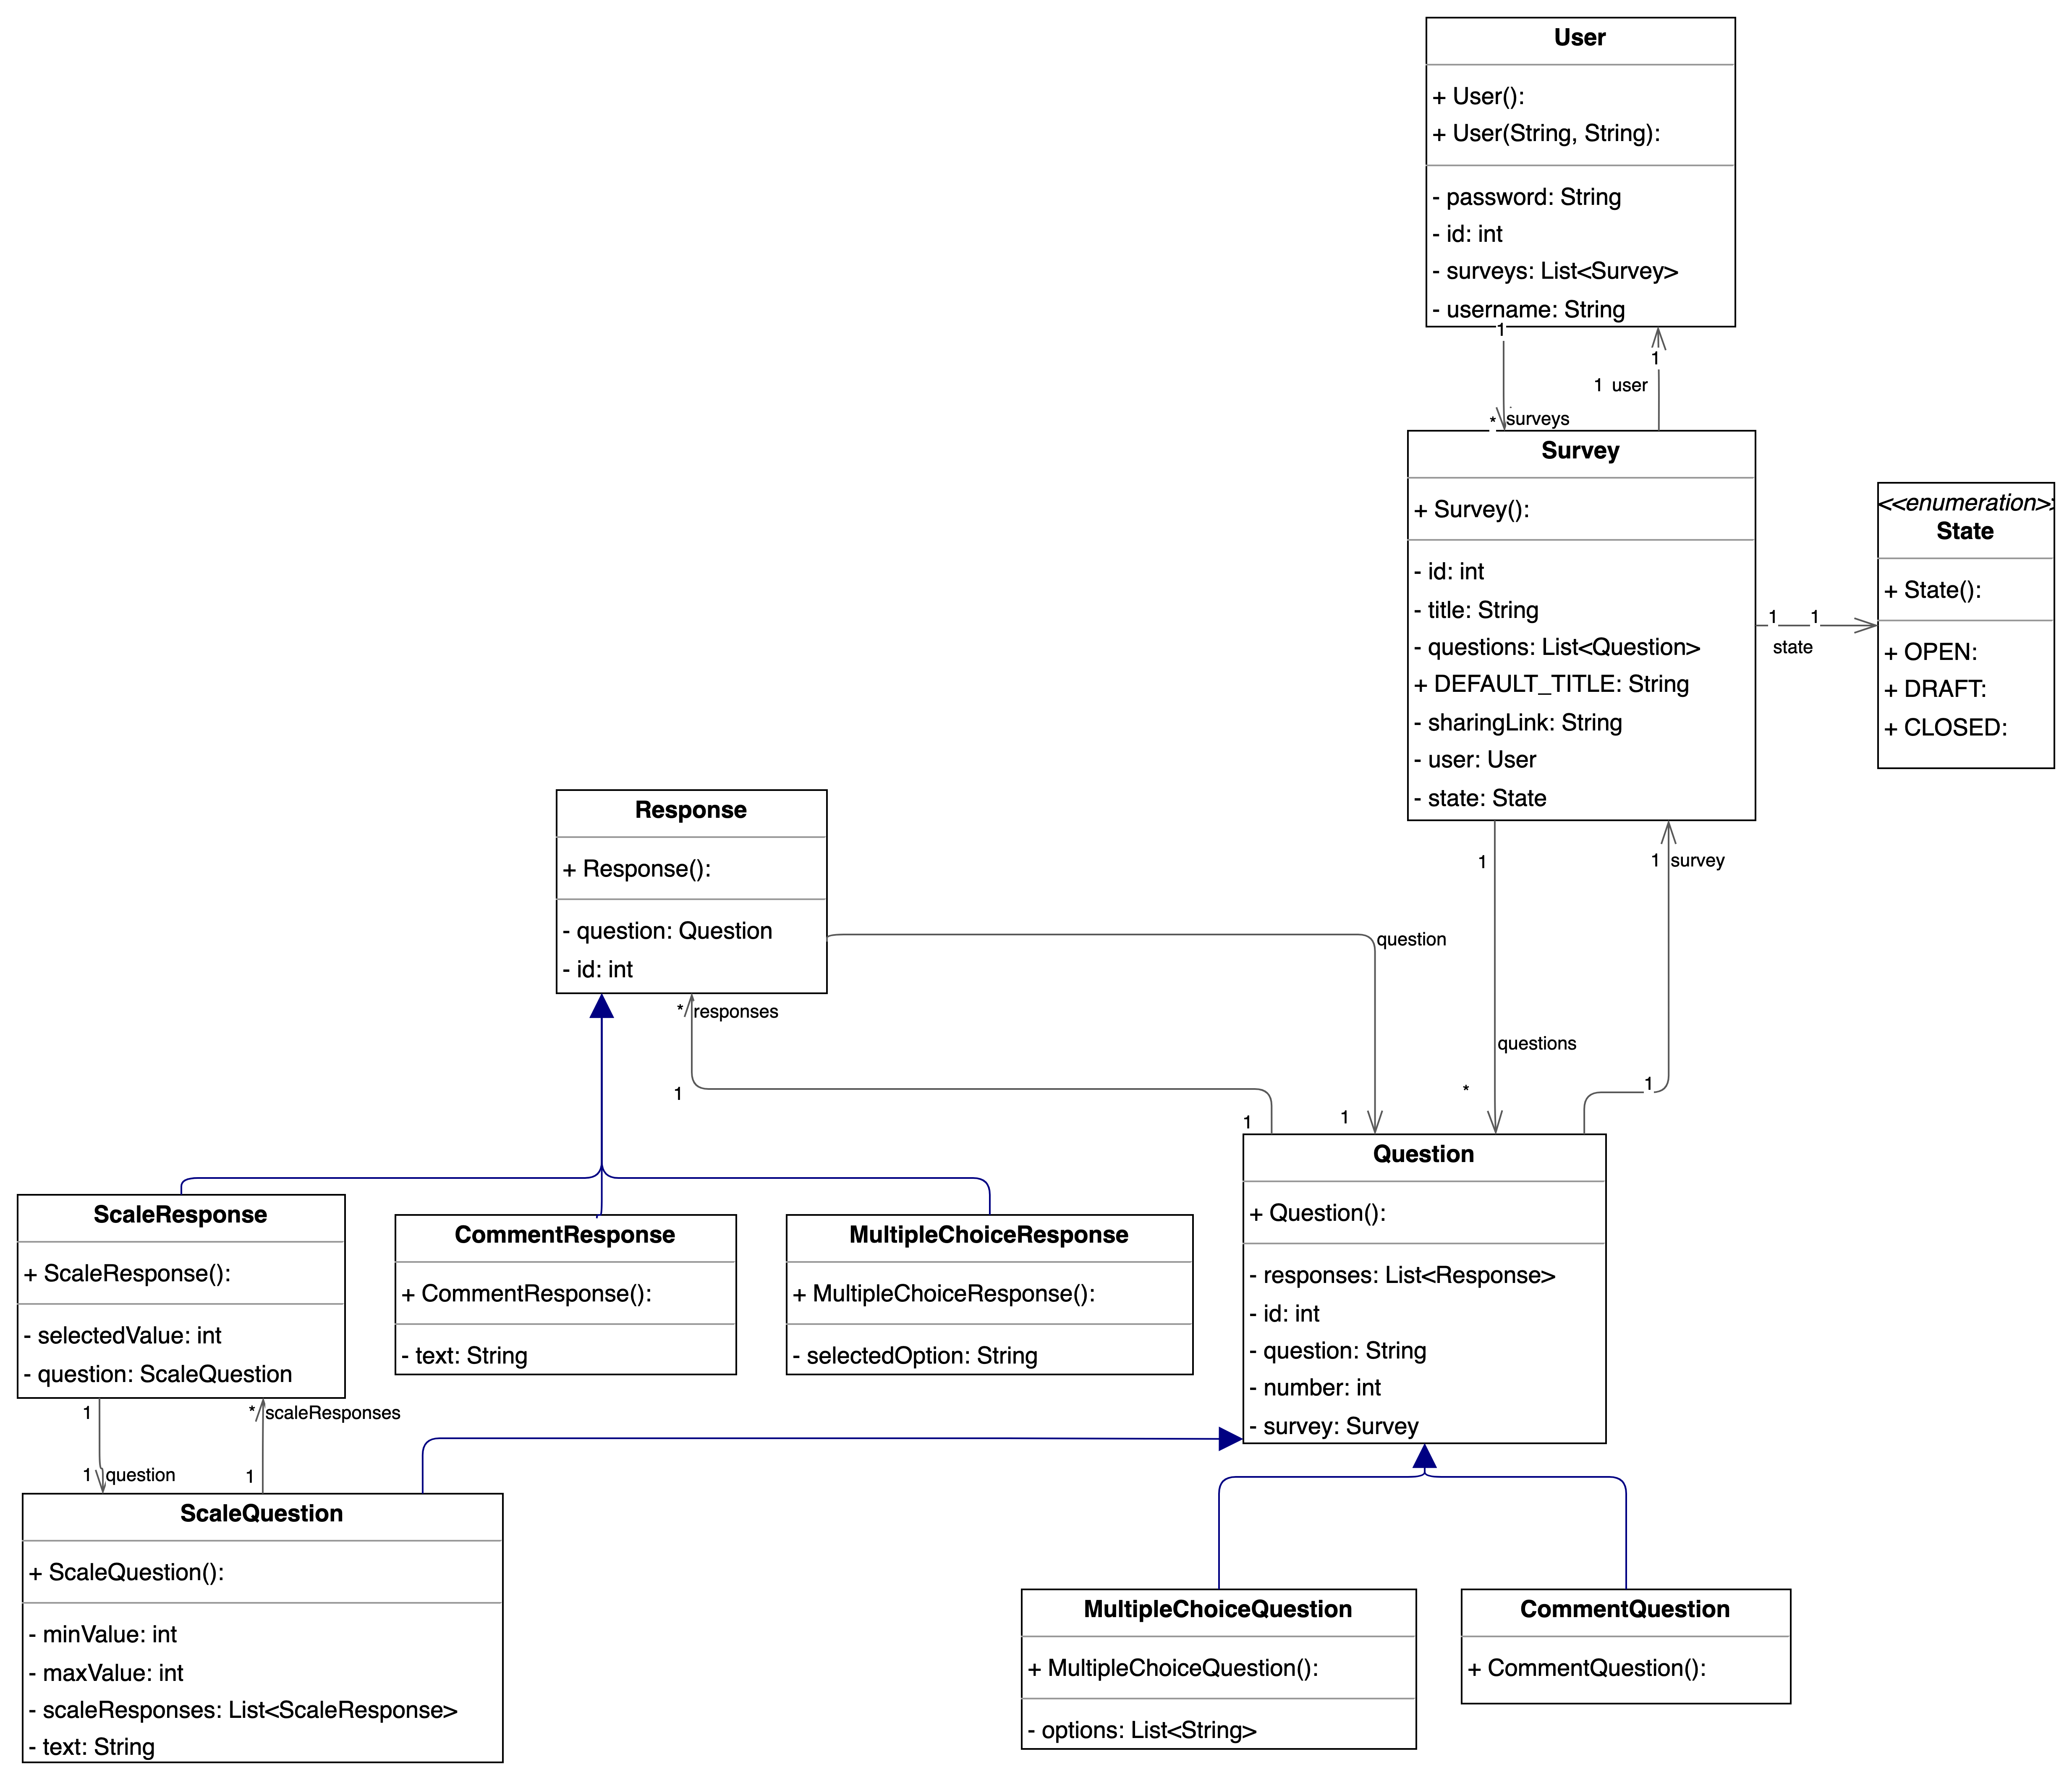 User
+ User():
+ User(String, String):
- password: String
- id: int
- surveys: List<Survey>
- username: String
1
1
1 user
* surveys
Survey
+ Survey():
- id: int
- title: String
- questions: List<Question>
+ DEFAULT_TITLE: String
- sharingLink: String
- user: User
- state: State
1 1
state
<<enumeration>>
State
+ State():
+ OPEN:
+ DRAFT:
+ CLOSED:
1
1 survey
questions
*
1
Response
+ Response():
- question: Question
- id: int
question
* responses
1
1
1
Question
+ Question():
- responses: List<Response>
- id: int
- question: String
- number: int
- survey: Survey
ScaleResponse
+ ScaleResponse():
- selectedValue: int
- question: ScaleQuestion
CommentResponse
+ CommentResponse():
- text: String
MultipleChoiceResponse
+ MultipleChoiceResponse():
- selectedOption: String
1
* scaleResponses
1 question
1
ScaleQuestion
+ ScaleQuestion():
- minValue: int
- maxValue: int
- scaleResponses: List<ScaleResponse>
- text: String
MultipleChoiceQuestion
+ MultipleChoiceQuestion():
- options: List<String>
CommentQuestion
+ CommentQuestion():